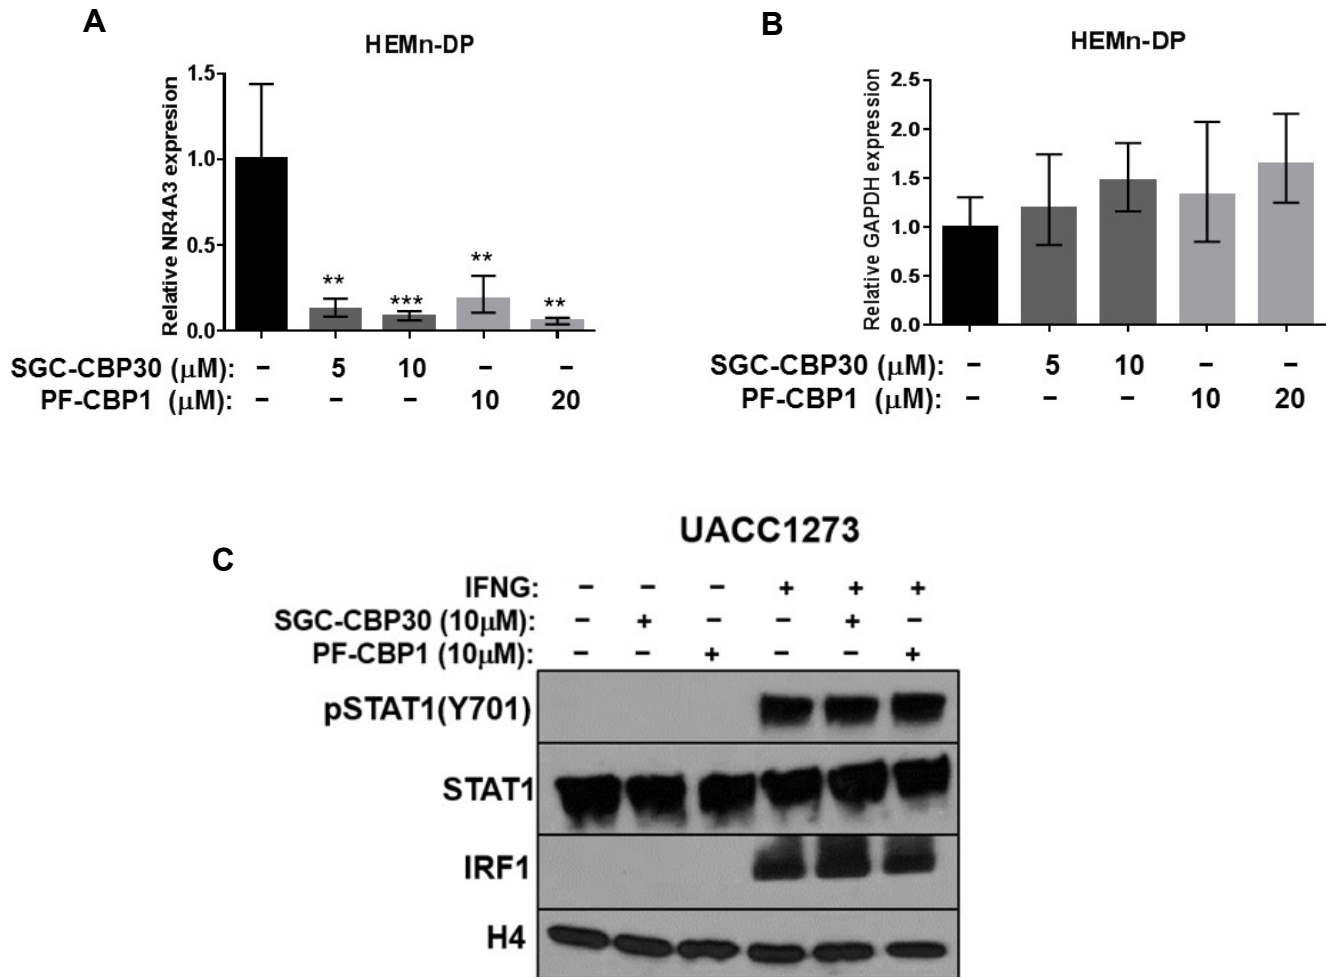 A
HEMn-DP
Relative NR4A3 expresion
1.5
1.0
0.5
0.0
**
***
**
**
SGC-CBP30 (μM): – 5 10 – –
PF-CBP1 (μM): – – – 10 20
B
HEMn-DP
Relative GAPDH expression
2.5
2.0
1.5
1.0
0.5
0.0
SGC-CBP30 (μM): – 5 10 – –
PF-CBP1 (μM): – – – 10 20
C
UACC1273
IFNG: – – – + + +
SGC-CBP30 (10μM): – + – – + –
PF-CBP1 (10μM): – – + – – +
pSTAT1(Y701)
STAT1
IRF1
H4